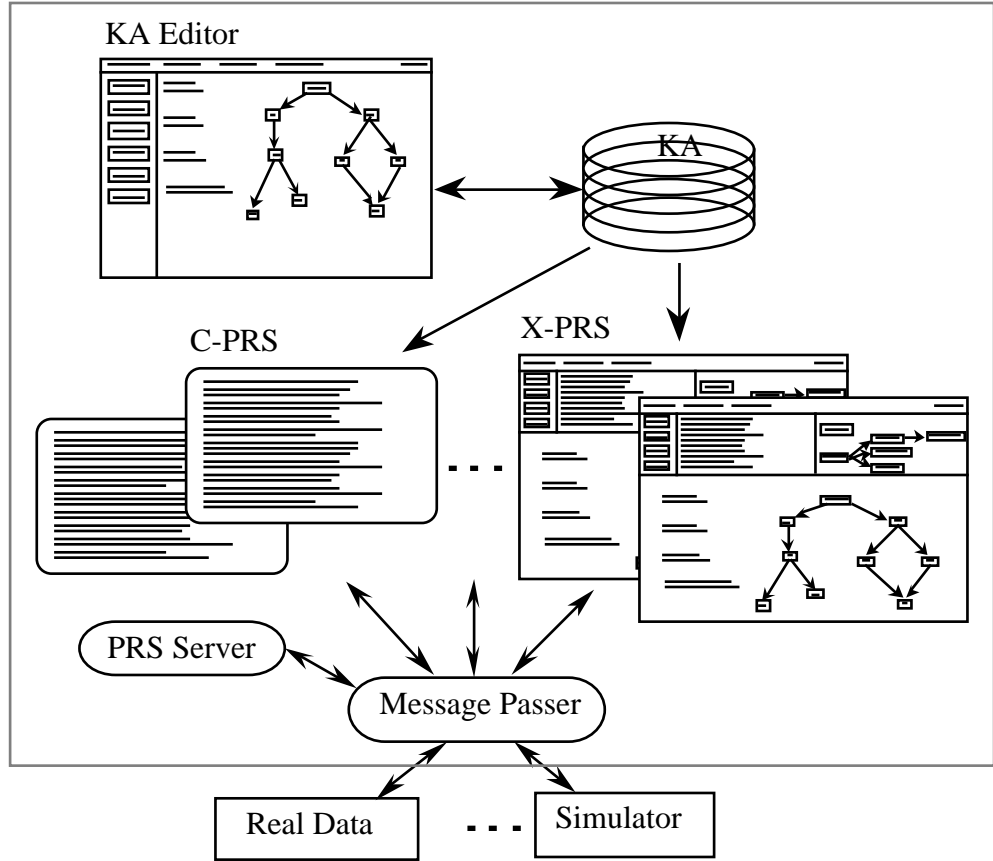 KA Editor
KA
C-PRS
X-PRS
PRS Server
Message Passer
Real Data
Simulator